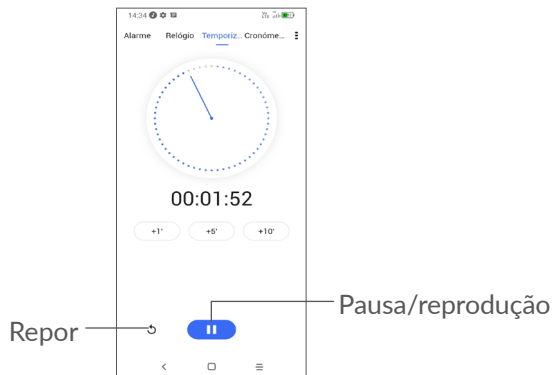 14:34
Alarme Relógio Temporiz... Cronóme...
00:01:52
+1' +5' +10'
Pausa/reprodução
Repor